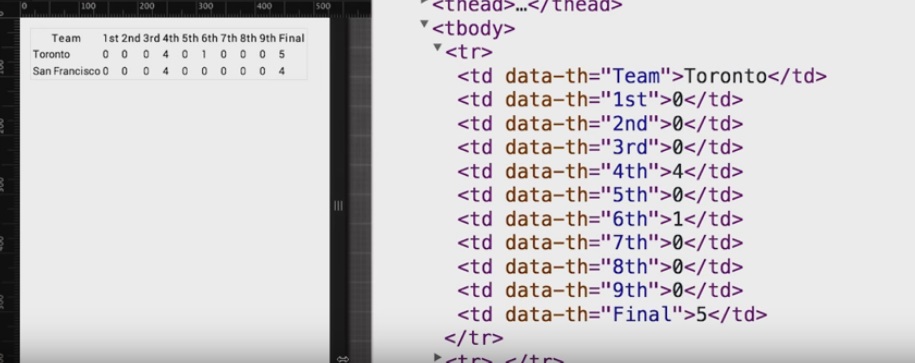 0 100 200 300 400 500
Team 1st 2nd 3rd 4th 5th 6th 7th 8th 9th Final
Toronto 0 0 0 4 0 1 0 0 0 5
San Francisco 0 0 0 4 0 0 0 0 0 4
<thead>…</thead>
<tbody>
<tr>
<td data-th="Team">Toronto</td>
<td data-th="1st">0</td>
<td data-th="2nd">0</td>
<td data-th="3rd">0</td>
<td data-th="4th">4</td>
<td data-th="5th">0</td>
<td data-th="6th">1</td>
<td data-th="7th">0</td>
<td data-th="8th">0</td>
<td data-th="9th">0</td>
<td data-th="Final">5</td>
</tr>
<tr> </tr>